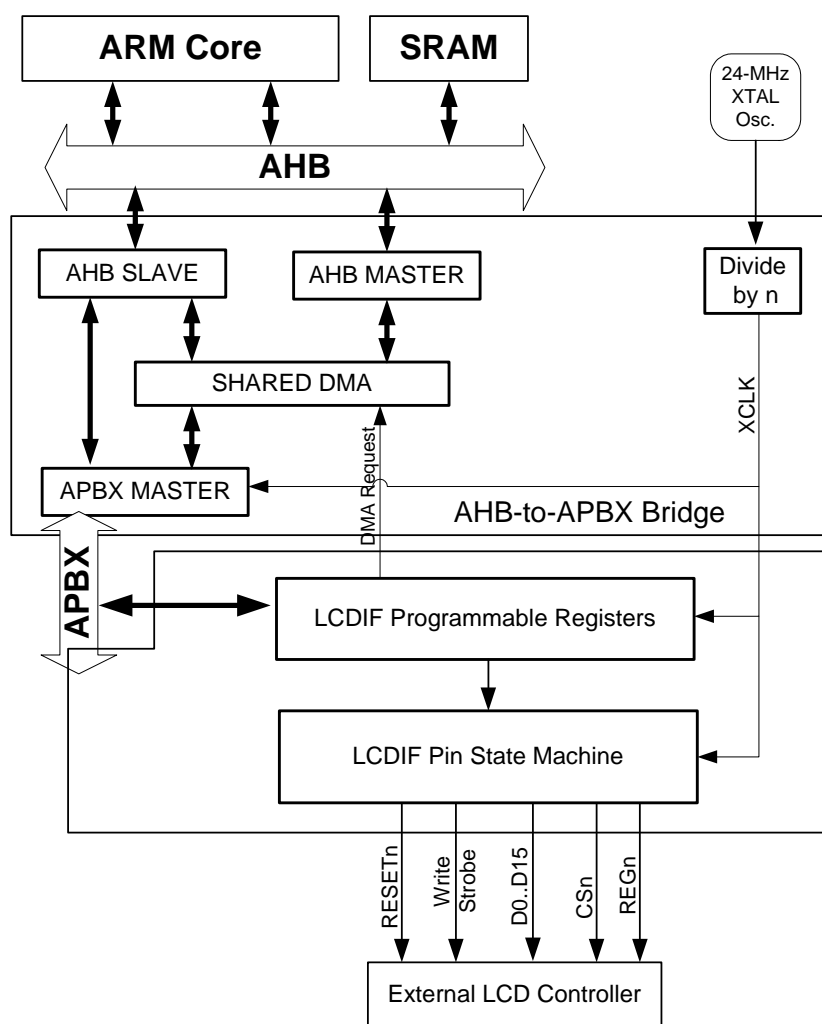 ARM Core
SRAM
24-MHz
XTAL
Osc.
AHB
AHB SLAVE
AHB MASTER
Divide
by n
SHARED DMA
XCLK
DMA Request
APBX MASTER
AHB-to-APBX Bridge
APBX
LCDIF Programmable Registers
LCDIF Pin State Machine
RESETn
Write
Strobe
D0..D15
CSn
REGn
External LCD Controller